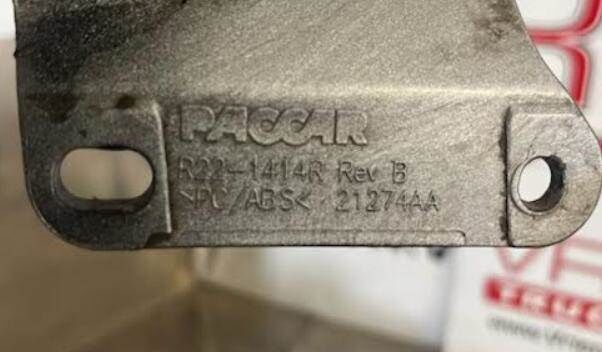 PACCAR
R22-1414R Rev B
>PC/ABS< 21274AA